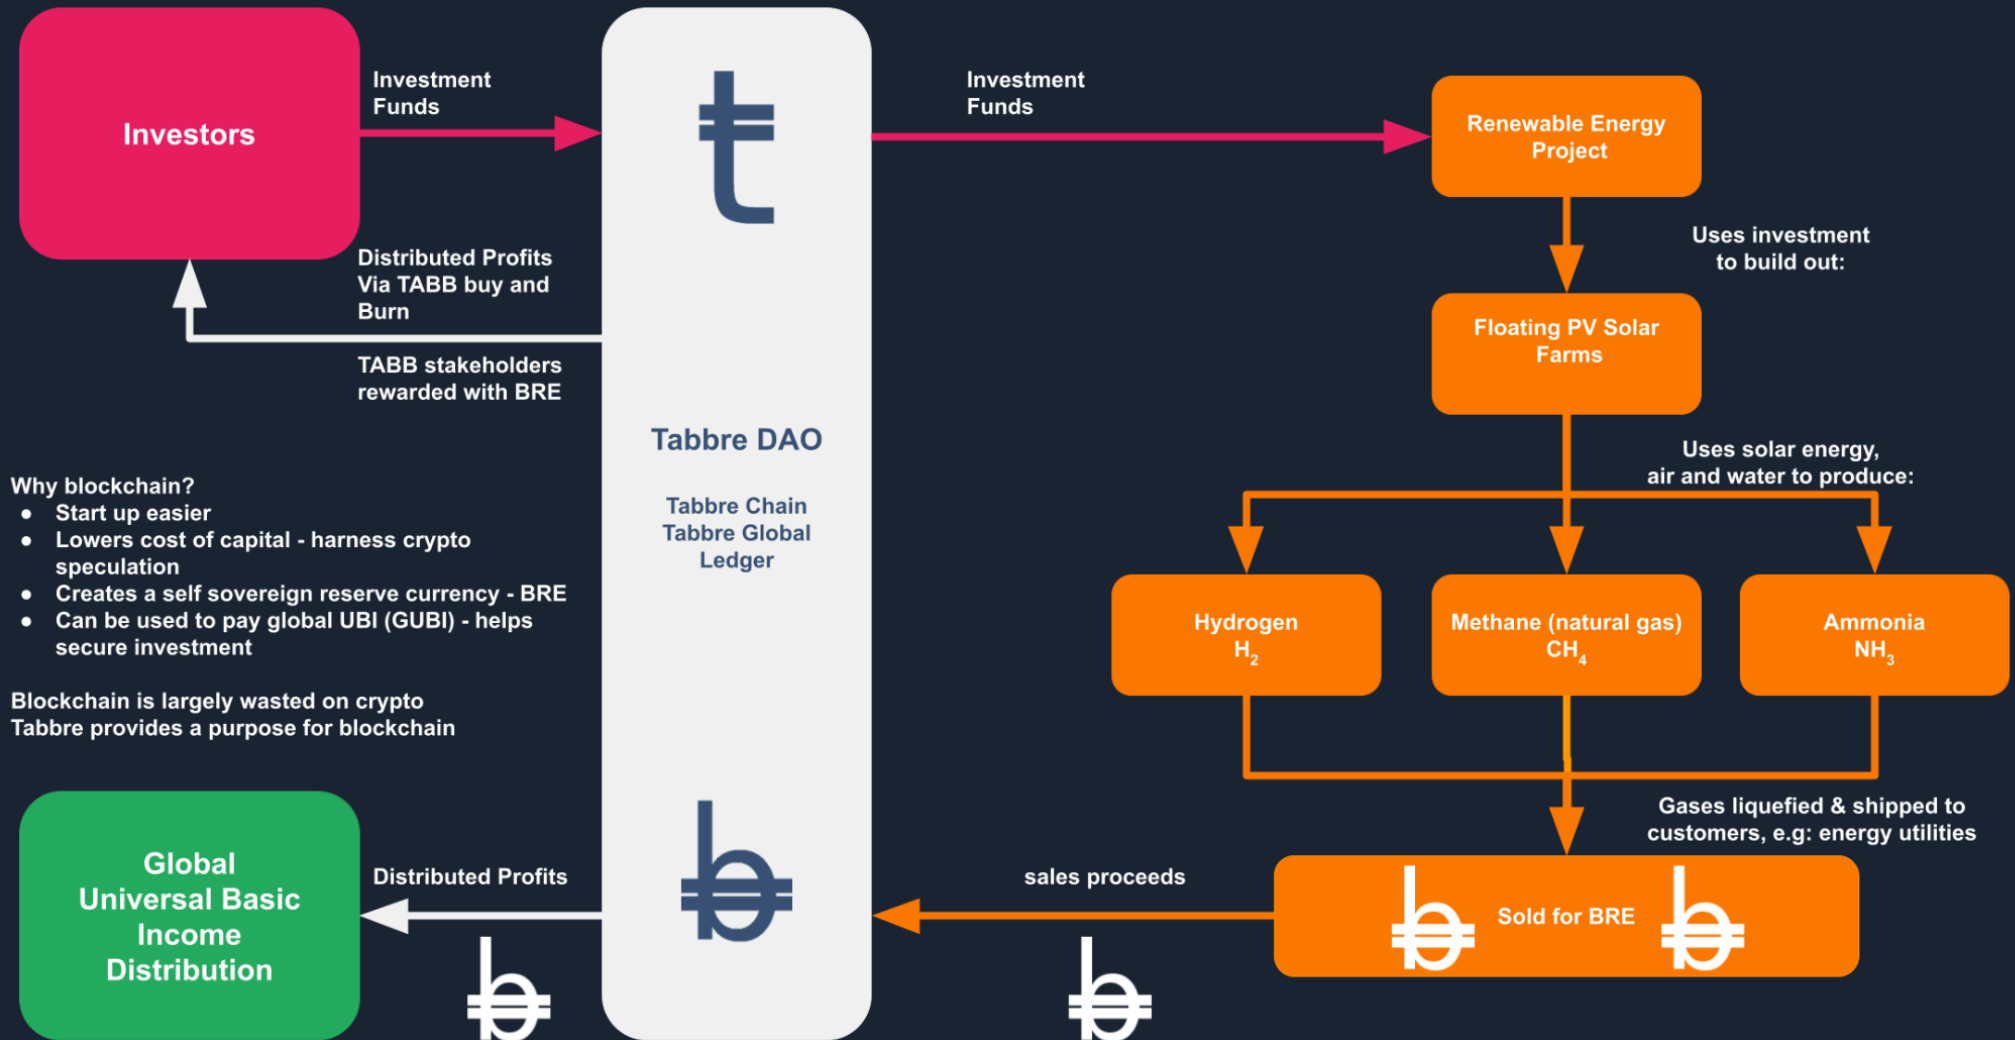 Investors
Investment
Funds
Investment
Funds
Renewable Energy
Project
Uses investment
to build out:
Distributed Profits
Via TABB buy and
Burn
TABB stakeholders
rewarded with BRE
Floating PV Solar
Farms
Tabbre DAO
Tabbre Chain
Tabbre Global
Ledger
Uses solar energy,
air and water to produce:
Why blockchain?
● Start up easier
● Lowers cost of capital - harness crypto
speculation
● Creates a self sovereign reserve currency - BRE
● Can be used to pay global UBI (GUBI) - helps
secure investment
Blockchain is largely wasted on crypto
Tabbre provides a purpose for blockchain
Hydrogen
H₂
Methane (natural gas)
CH₄
Ammonia
NH₃
Gases liquefied & shipped to
customers, e.g: energy utilities
Sold for BRE
sales proceeds
Distributed Profits
Global
Universal Basic
Income
Distribution